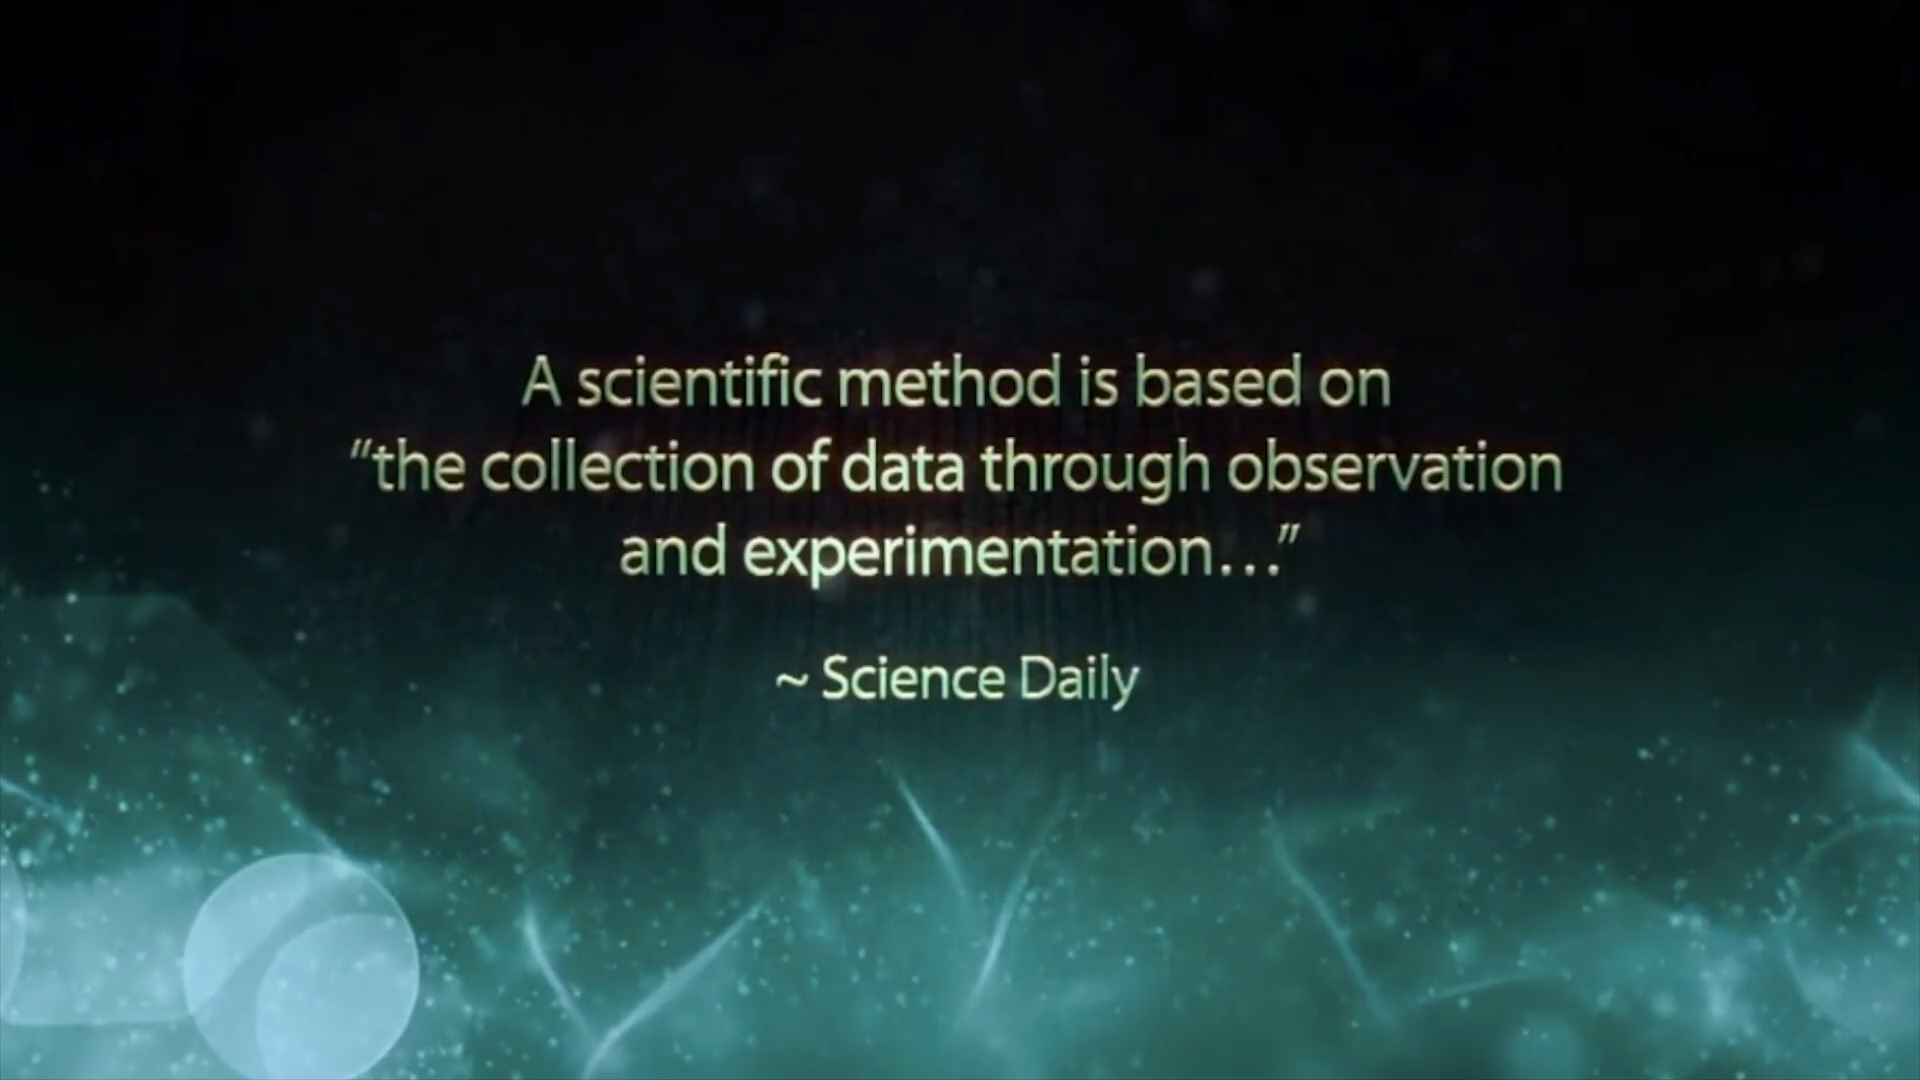 A scientific method is based on
“the collection of data through observation
and experimentation…”
~ Science Daily